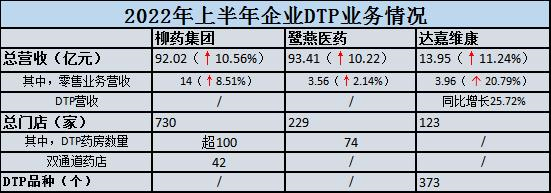 2022年上半年企业DTP业务情况
柳药集团 鹭燕医药 达嘉维康
总营收（亿元） 92.02（↑10.56%） 93.41（↑10.22） 13.95（↑11.24%）
其中，零售业务营收 14（↑8.51%） 3.56（↑2.14% 3.96（↑20.79%）
DTP营收 / / 同比增长25.72%
总门店（家） 730 229 123
其中，DTP药房数量 超100 74 /
双通道药店 42 / /
DTP品种（个） / / 373